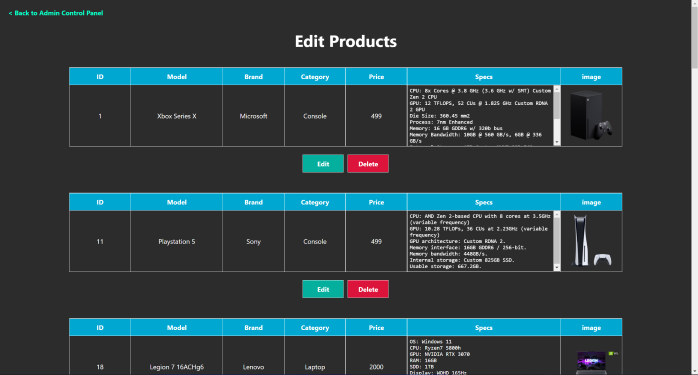 < Back to Admin Control Panel
Edit Products
ID Model Brand Category Price Specs image
1 Xbox Series X Microsoft Console 499
CPU: 8x Cores @ 3.8 GHz (3.6 GHz w/ SMT) Custom
Zen 2 CPU
GPU: 12 TFLOPS, 52 CUs @ 1.825 GHz Custom RDNA
2 GPU
Die Size: 360.45 mm2
Process: 7nm Enhanced
Memory: 16 GB GDDR6 w/ 320b bus
Memory Bandwidth: 10GB @ 560 GB/s, 6GB @ 336
GB/s
Edit Delete
ID Model Brand Category Price Specs image
11 Playstation 5 Sony Console 499
CPU: AMD Zen 2-based CPU with 8 cores at 3.5GHz
(variable frequency)
GPU: 10.28 TFLOPs, 36 CUs at 2.23GHz (variable
frequency)
GPU architecture: Custom RDNA 2.
Memory interface: 16GB GDDR6 / 256-bit.
Memory bandwidth: 448GB/s.
Internal storage: Custom 825GB SSD.
Usable storage: 667.2GB.
Edit Delete
ID Model Brand Category Price Specs image
18 Legion 7 16ACHg6 Lenovo Laptop 2000
OS: Windows 11
CPU: Ryzen7 5800h
GPU: NVIDIA RTX 3070
RAM: 16GB
SDD: 1TB
Display: WQHD 165Hz
LEGION